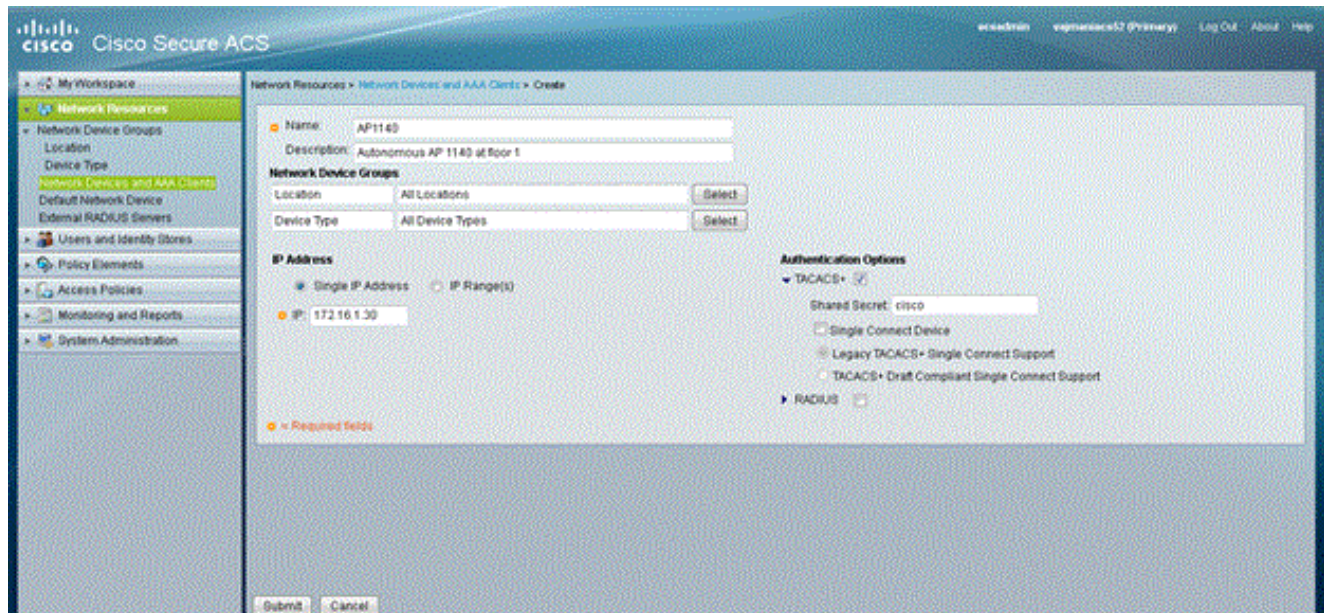 CISCO Cisco Secure ACS
acsadmin (Primary) Log Out About Help
My Workspace
Network Resources
Network Device Groups
Location
Device Type
Network Devices and AAA Clients
Default Network Device
External RADIUS Servers
Users and Identity Stores
Policy Elements
Access Policies
Monitoring and Reports
System Administration
Network Resources > Network Devices and AAA Clients > Create
Name: AP1140
Description: Autonomous AP 1140 at floor 1
Network Device Groups
Location All Locations Select
Device Type All Device Types Select
IP Address
Single IP Address IP Range(s)
IP: 172.16.1.30
Authentication Options
TACACS+
Shared Secret: cisco
Single Connect Device
Legacy TACACS+ Single Connect Support
TACACS+ Draft Compliant Single Connect Support
RADIUS
= Required fields
Submit Cancel